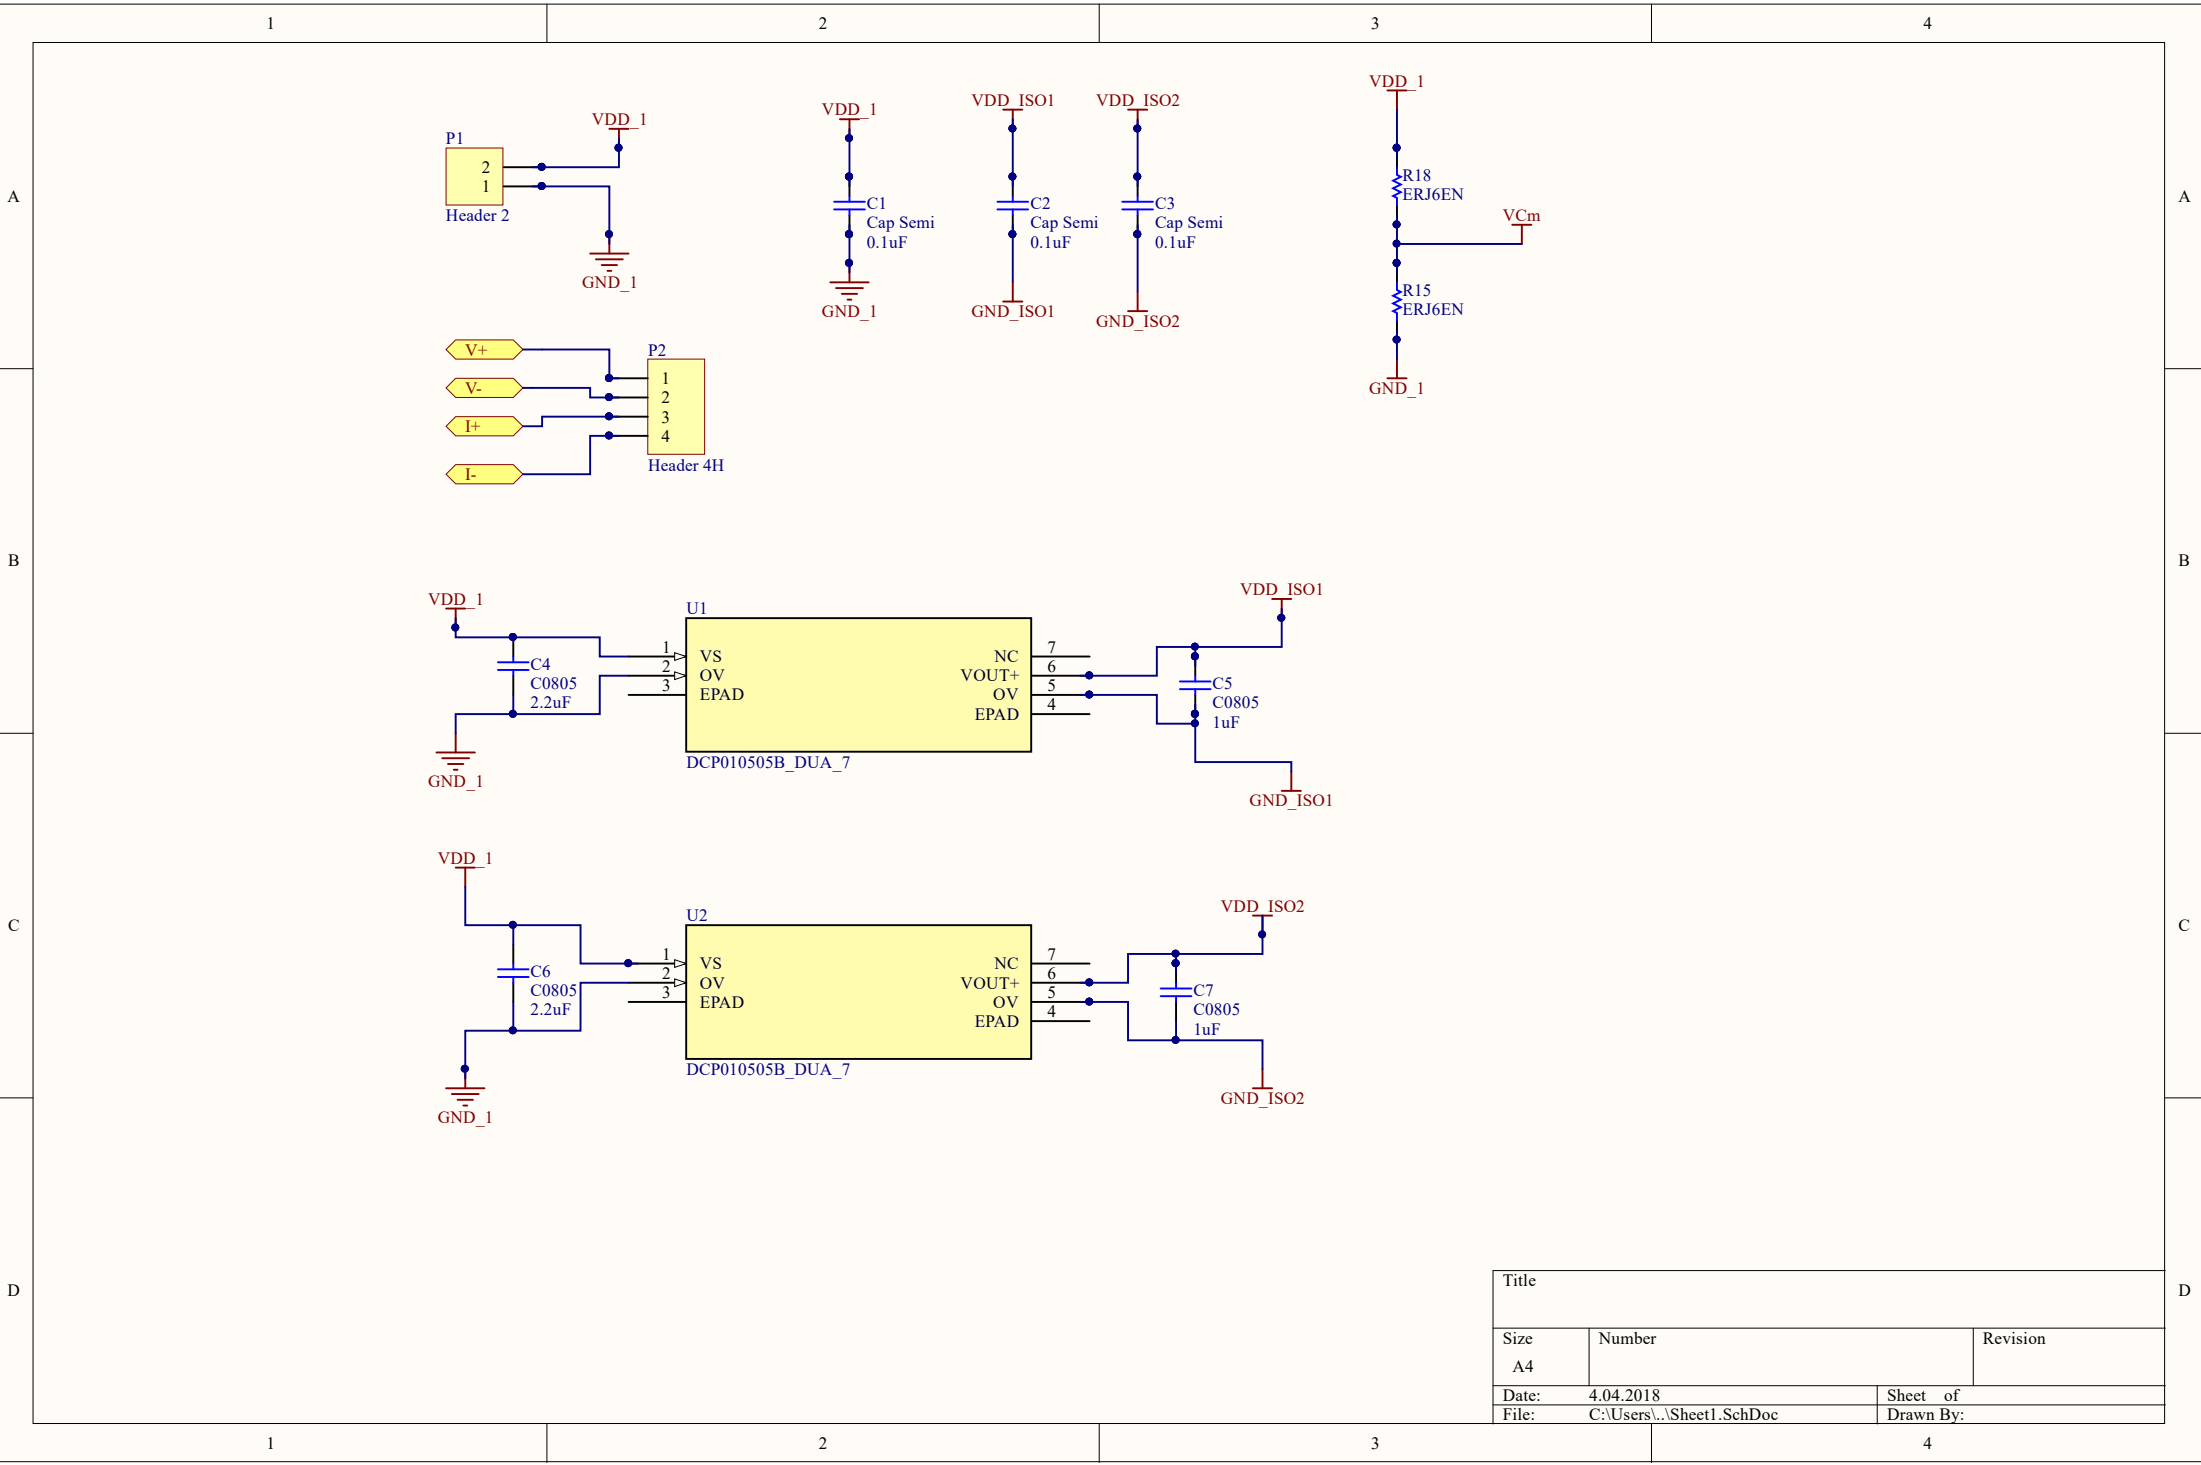 1 2 3 4
A A
B B
C C
D D
P1
2
1
Header 2
VDD_1
GND_1
VDD_1
C1
Cap Semi
0.1uF
GND_1
VDD_ISO1
C2
Cap Semi
0.1uF
GND_ISO1
VDD_ISO2
C3
Cap Semi
0.1uF
GND_ISO2
VDD_1
R18
ERJ6EN
VCm
R15
ERJ6EN
GND_1
V+
V-
I+
I-
P2
1
2
3
4
Header 4H
VDD_1
C4
C0805
2.2uF
GND_1
U1
1 VS
2 OV
3 EPAD
NC 7
VOUT+ 6
OV 5
EPAD 4
DCP010505B_DUA_7
VDD_ISO1
C5
C0805
1uF
GND_ISO1
VDD_1
C6
C0805
2.2uF
GND_1
U2
1 VS
2 OV
3 EPAD
NC 7
VOUT+ 6
OV 5
EPAD 4
DCP010505B_DUA_7
VDD_ISO2
C7
C0805
1uF
GND_ISO2
Title
Size Number Revision
A4
Date: 4.04.2018 Sheet of
File: C:\Users\..\Sheet1.SchDoc Drawn By:
1 2 3 4